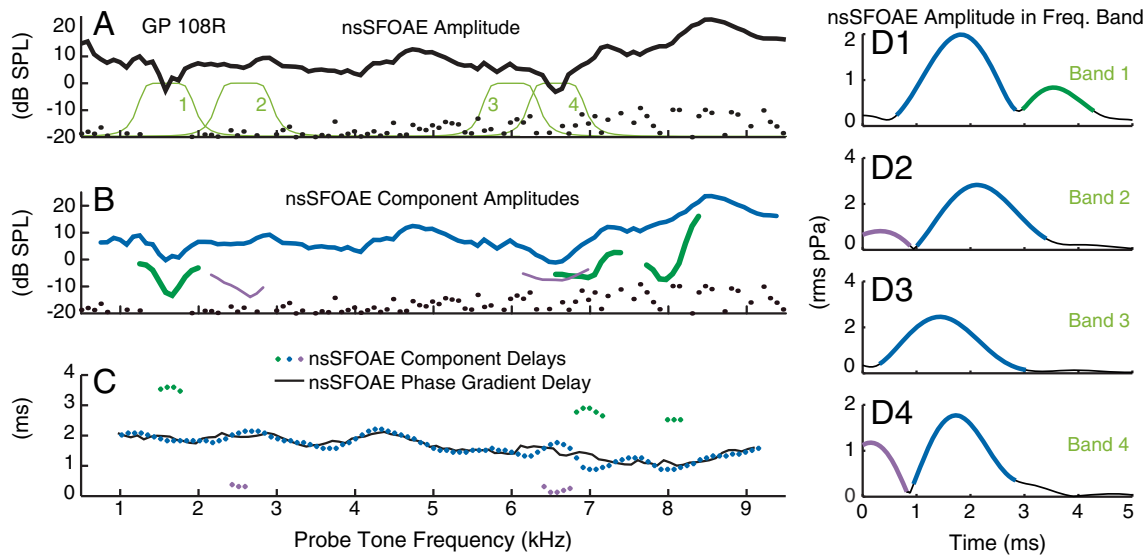 A
GP 108R
nsSFOAE Amplitude
(dB SPL)
20
10
0
-10
-20
1
2
3
4
B
nsSFOAE Component Amplitudes
(dB SPL)
20
10
0
-10
-20
C
nsSFOAE Component Delays
nsSFOAE Phase Gradient Delay
(ms)
4
3
2
1
0
1 2 3 4 5 6 7 8 9
Probe Tone Frequency (kHz)
nsSFOAE Amplitude in Freq. Band
D1
Band 1
2
1
0
D2
Band 2
4
2
0
(rms pPa)
D3
Band 3
4
2
0
D4
Band 4
2
1
0
0 1 2 3 4 5
Time (ms)